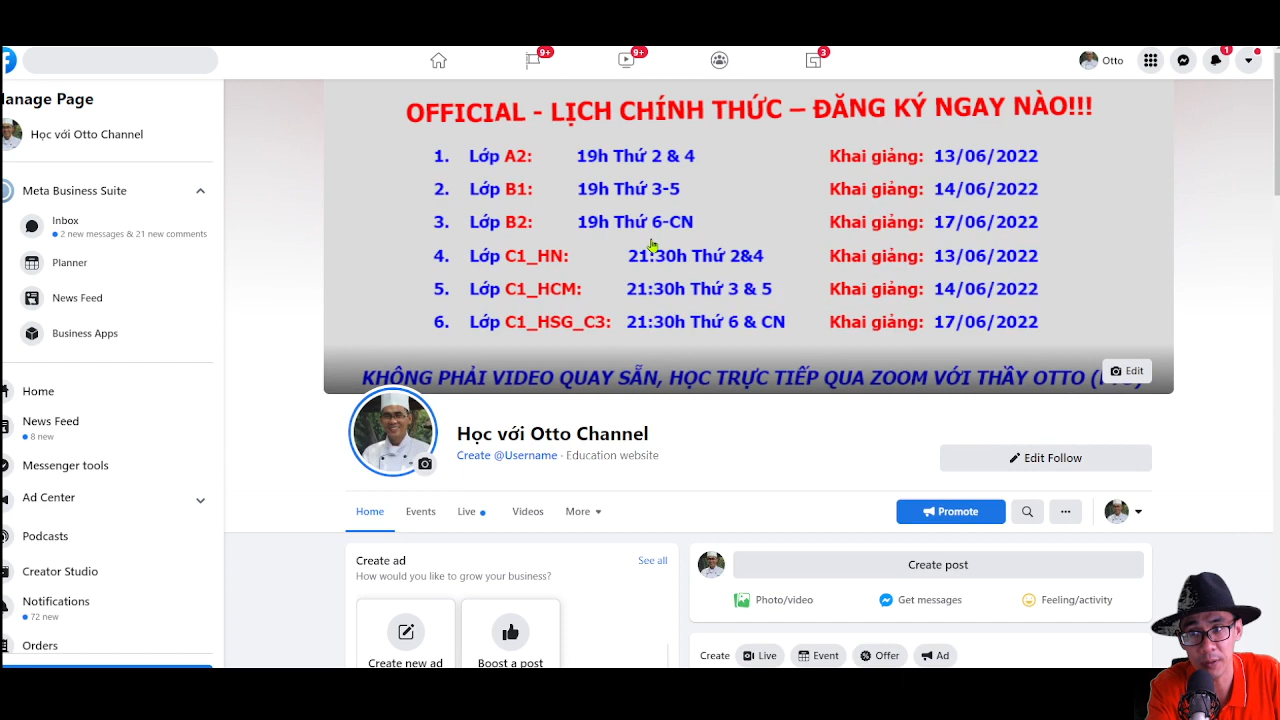 9+
9+
3
Otto
1
anage Page
Học với Otto Channel
Meta Business Suite
Inbox
2 new messages & 21 new comments
Planner
News Feed
Business Apps
Home
News Feed
8 new
Messenger tools
Ad Center
Podcasts
Creator Studio
Notifications
72 new
Orders
OFFICIAL - LỊCH CHÍNH THỨC – ĐĂNG KÝ NGAY NÀO!!!
1. Lớp A2: 19h Thứ 2 & 4 Khai giảng: 13/06/2022
2. Lớp B1: 19h Thứ 3-5 Khai giảng: 14/06/2022
3. Lớp B2: 19h Thứ 6-CN Khai giảng: 17/06/2022
4. Lớp C1_HN: 21:30h Thứ 2&4 Khai giảng: 13/06/2022
5. Lớp C1_HCM: 21:30h Thứ 3 & 5 Khai giảng: 14/06/2022
6. Lớp C1_HSG_C3: 21:30h Thứ 6 & CN Khai giảng: 17/06/2022
KHÔNG PHẢI VIDEO QUAY SẴN, HỌC TRỰC TIẾP QUA ZOOM VỚI THẦY OTTO
Edit
Học với Otto Channel
Create @Username · Education website
Edit Follow
Home Events Live Videos More
Promote
Create ad See all
How would you like to grow your business?
Create new ad Boost a post
Create post
Photo/video Get messages Feeling/activity
Create Live Event Offer Ad